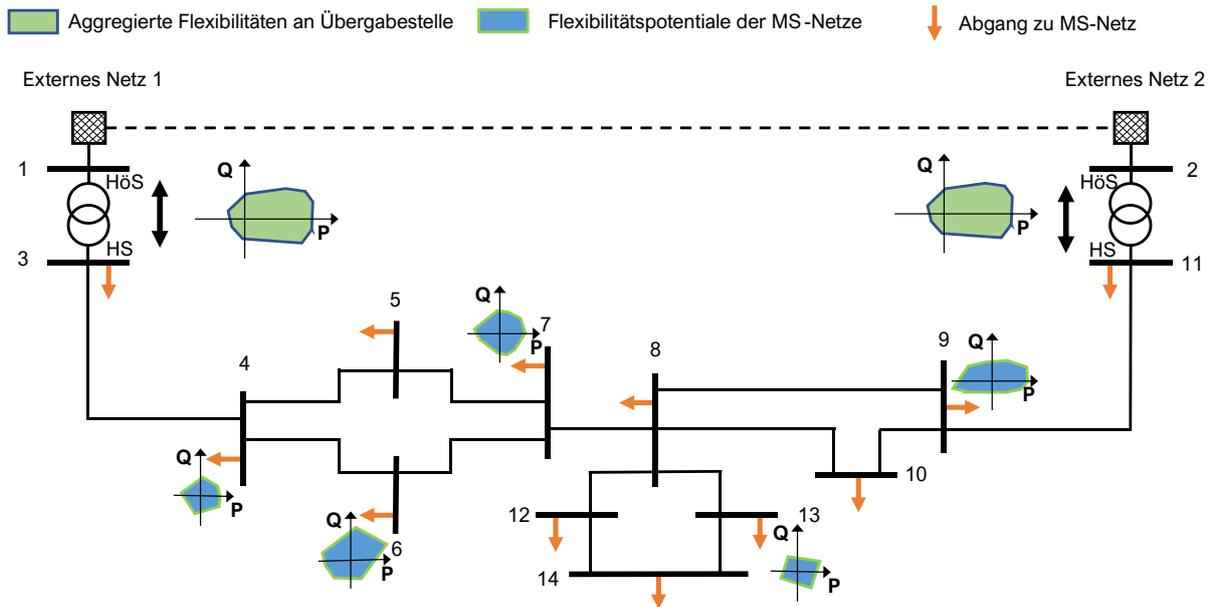 Aggregierte Flexibilitäten an Übergabestelle
Flexibilitätspotentiale der MS-Netze
Abgang zu MS-Netz
Externes Netz 1
Externes Netz 2
1
HöS
Q
P
HS
3
Q
P
HöS
2
HS
11
5
Q
7
P
8
9
Q
P
4
Q
P
Q
6
P
10
12
13
Q
P
14